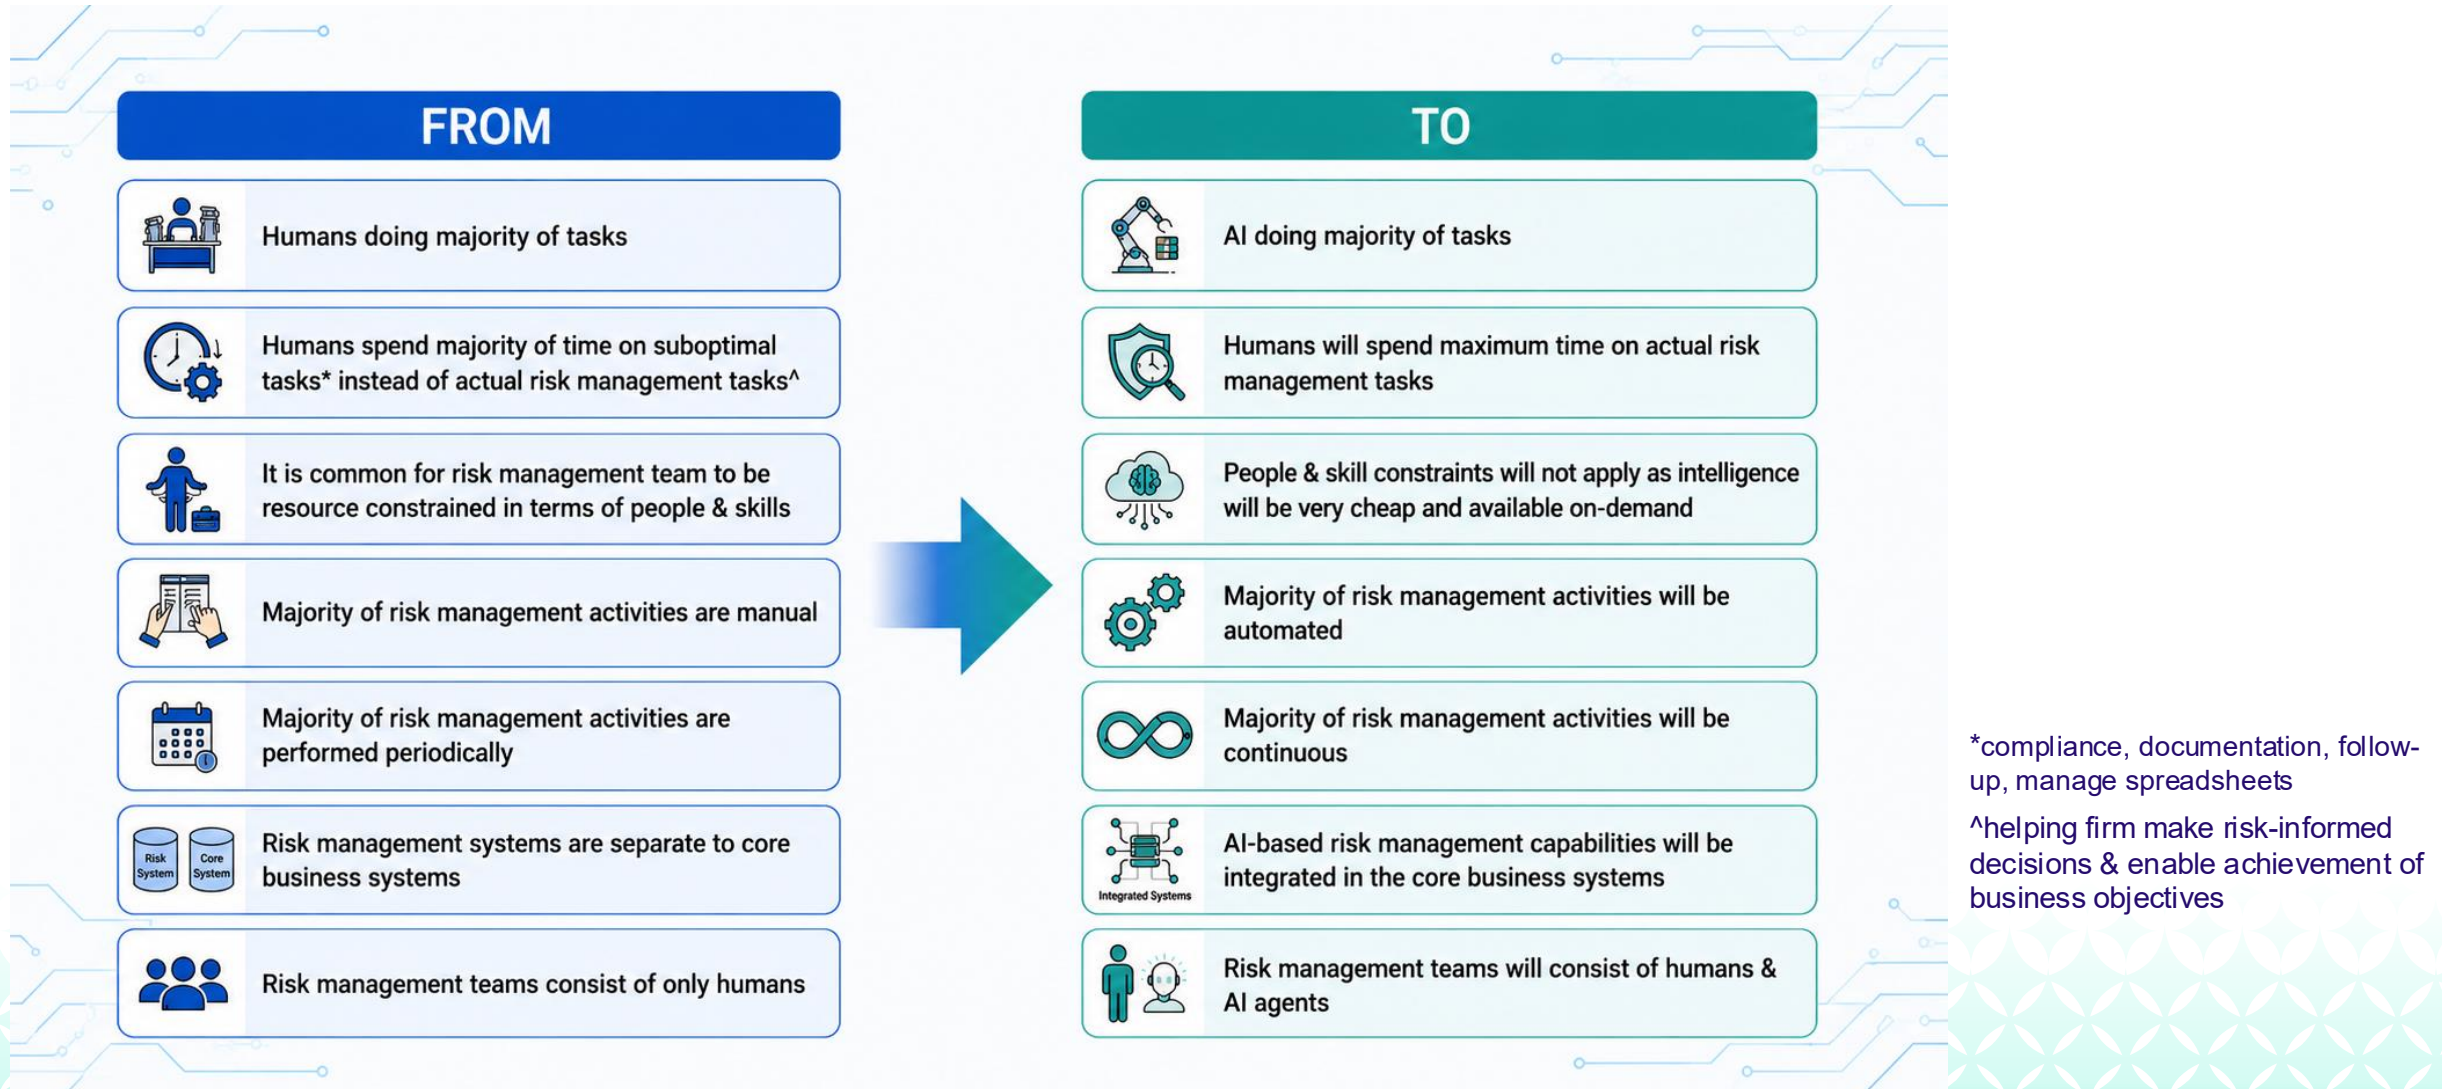 FROM
Humans doing majority of tasks
Humans spend majority of time on suboptimal
tasks* instead of actual risk management tasks^
It is common for risk management team to be
resource constrained in terms of people & skills
Majority of risk management activities are manual
Majority of risk management activities are
performed periodically
Risk
System
Core
System
Risk management systems are separate to core
business systems
Risk management teams consist of only humans
TO
AI doing majority of tasks
Humans will spend maximum time on actual risk
management tasks
People & skill constraints will not apply as intelligence
will be very cheap and available on-demand
Majority of risk management activities will be
automated
Majority of risk management activities will be
continuous
Integrated Systems
AI-based risk management capabilities will be
integrated in the core business systems
Risk management teams will consist of humans &
AI agents
*compliance, documentation, follow-
up, manage spreadsheets
^helping firm make risk-informed
decisions & enable achievement of
business objectives